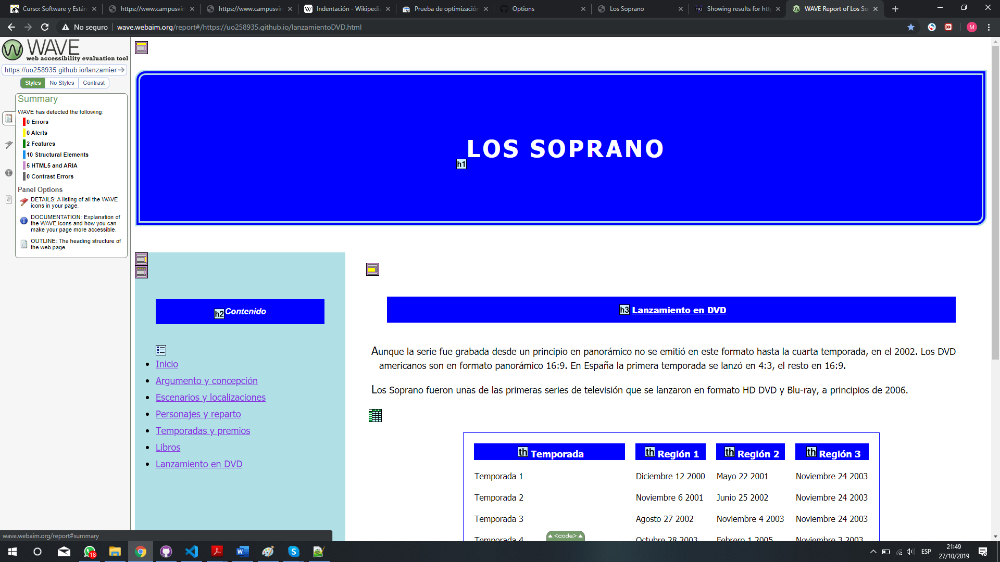 Curso: Software y Están
https://www.campusvirt
https://www.campusvirt
Indentación - Wikipedia
Prueba de optimización
Options
Los Soprano
Showing results for http
WAVE Report of Los Sop
No seguro
wave.webaim.org/report#/https://uo258935.github.io/lanzamientoDVD.html
M
WAVE
web accessibility evaluation tool
https://uo258935.github.io/lanzamien
Styles No Styles Contrast
Summary
WAVE has detected the following:
0 Errors
0 Alerts
2 Features
10 Structural Elements
5 HTML5 and ARIA
0 Contrast Errors
Panel Options
DETAILS: A listing of all the WAVE
icons in your page.
DOCUMENTATION: Explanation of
the WAVE icons and how you can
make your page more accessible.
OUTLINE: The heading structure of
the web page.
LOS SOPRANO
h1
h2 Contenido
Inicio
Argumento y concepción
Escenarios y localizaciones
Personajes y reparto
Temporadas y premios
Libros
Lanzamiento en DVD
h3 Lanzamiento en DVD
Aunque la serie fue grabada desde un principio en panorámico no se emitió en este formato hasta la cuarta temporada, en el 2002. Los DVD
americanos son en formato panorámico 16:9. En España la primera temporada se lanzó en 4:3, el resto en 16:9.
Los Soprano fueron unas de las primeras series de televisión que se lanzaron en formato HD DVD y Blu-ray, a principios de 2006.
th Temporada th Región 1 th Región 2 th Región 3
Temporada 1 Diciembre 12 2000 Mayo 22 2001 Noviembre 24 2003
Temporada 2 Noviembre 6 2001 Junio 25 2002 Noviembre 24 2003
Temporada 3 Agosto 27 2002 Noviembre 4 2003 Noviembre 24 2003
Temporada 4 Octubre 28 2003 Febrero 1 2005 Noviembre 3 2003
<code>
wave.webaim.org/report#summary
18
ESP
21:49
27/10/2019